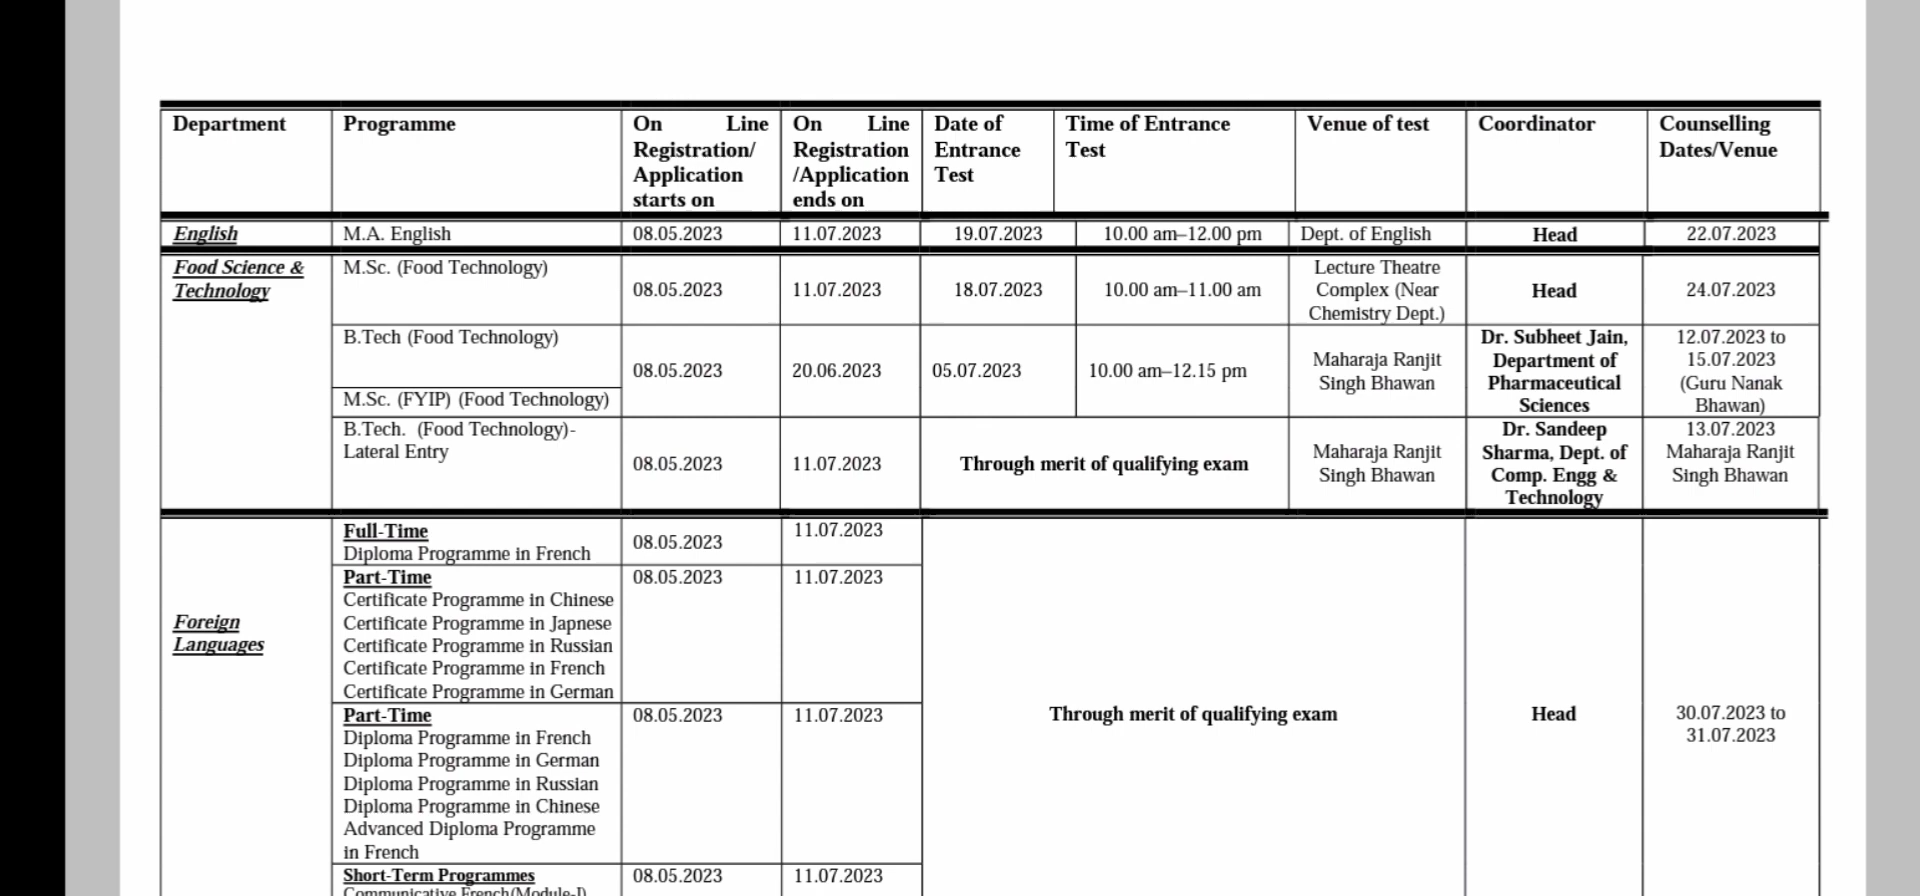 Department
Programme
On Line
Registration/
Application
starts on
On Line
Registration
/Application
ends on
Date of
Entrance
Test
Time of Entrance
Test
Venue of test
Coordinator
Counselling
Dates/Venue
English
M.A. English
08.05.2023
11.07.2023
19.07.2023
10.00 am–12.00 pm
Dept. of English
Head
22.07.2023
Food Science &
Technology
M.Sc. (Food Technology)
08.05.2023
11.07.2023
18.07.2023
10.00 am–11.00 am
Lecture Theatre
Complex (Near
Chemistry Dept.)
Head
24.07.2023
B.Tech (Food Technology)
M.Sc. (FYIP) (Food Technology)
08.05.2023
20.06.2023
05.07.2023
10.00 am–12.15 pm
Maharaja Ranjit
Singh Bhawan
Dr. Subheet Jain,
Department of
Pharmaceutical
Sciences
12.07.2023 to
15.07.2023
(Guru Nanak
Bhawan)
B.Tech. (Food Technology)-
Lateral Entry
08.05.2023
11.07.2023
Through merit of qualifying exam
Maharaja Ranjit
Singh Bhawan
Dr. Sandeep
Sharma, Dept. of
Comp. Engg &
Technology
13.07.2023
Maharaja Ranjit
Singh Bhawan
Foreign
Languages
Full-Time
Diploma Programme in French
08.05.2023
11.07.2023
Part-Time
Certificate Programme in Chinese
Certificate Programme in Japnese
Certificate Programme in Russian
Certificate Programme in French
Certificate Programme in German
08.05.2023
11.07.2023
Part-Time
Diploma Programme in French
Diploma Programme in German
Diploma Programme in Russian
Diploma Programme in Chinese
Advanced Diploma Programme
in French
08.05.2023
11.07.2023
Through merit of qualifying exam
Head
30.07.2023 to
31.07.2023
Short-Term Programmes
Communicative French(Module-I)
08.05.2023
11.07.2023